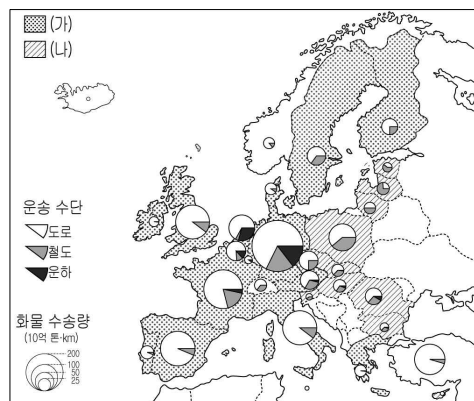 (가)
(나)
운송 수단
도로
철도
운하
화물 수송량
(10억 톤·km)
200
100
50
25